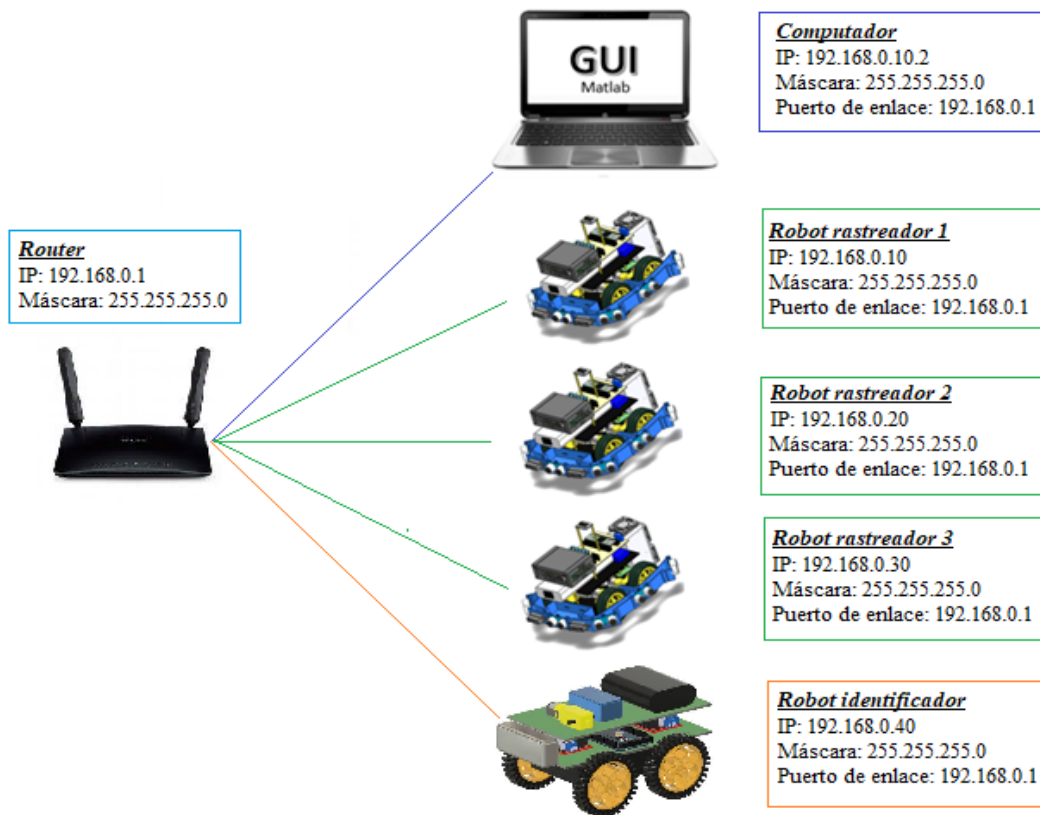 GUI
Matlab
Computador
IP: 192.168.0.10.2
Máscara: 255.255.255.0
Puerto de enlace: 192.168.0.1
Router
IP: 192.168.0.1
Máscara: 255.255.255.0
Robot rastreador 1
IP: 192.168.0.10
Máscara: 255.255.255.0
Puerto de enlace: 192.168.0.1
Robot rastreador 2
IP: 192.168.0.20
Máscara: 255.255.255.0
Puerto de enlace: 192.168.0.1
Robot rastreador 3
IP: 192.168.0.30
Máscara: 255.255.255.0
Puerto de enlace: 192.168.0.1
Robot identificador
IP: 192.168.0.40
Máscara: 255.255.255.0
Puerto de enlace: 192.168.0.1